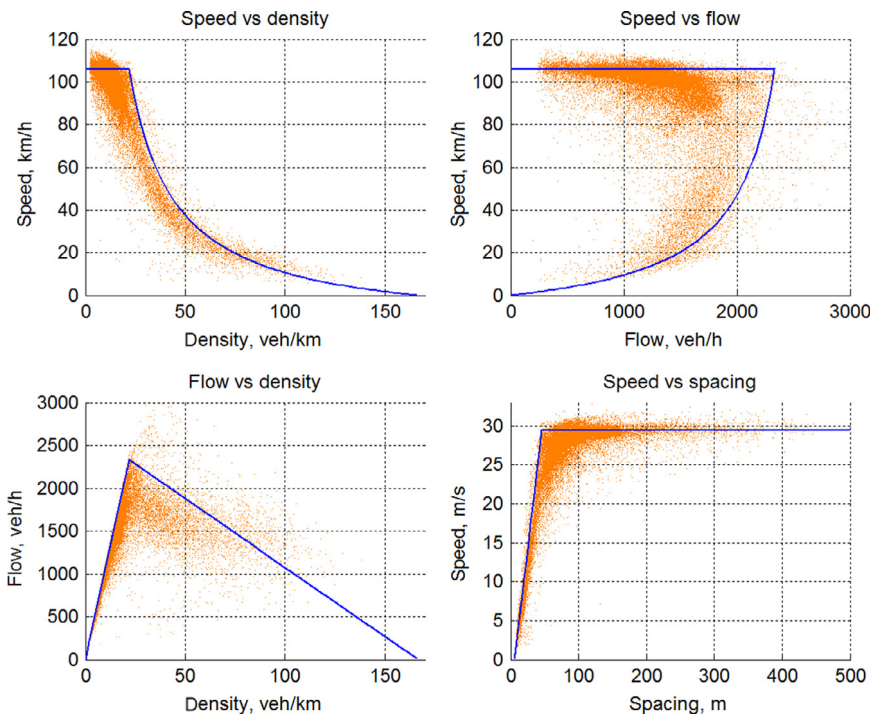 Speed vs density
Speed, km/h
120
100
80
60
40
20
0
0 50 100 150
Density, veh/km
Speed vs flow
Speed, km/h
120
100
80
60
40
20
0
0 1000 2000 3000
Flow, veh/h
Flow vs density
Flow, veh/h
3000
2500
2000
1500
1000
500
0
0 50 100 150
Density, veh/km
Speed vs spacing
Speed, m/s
30
25
20
15
10
5
0
0 100 200 300 400 500
Spacing, m